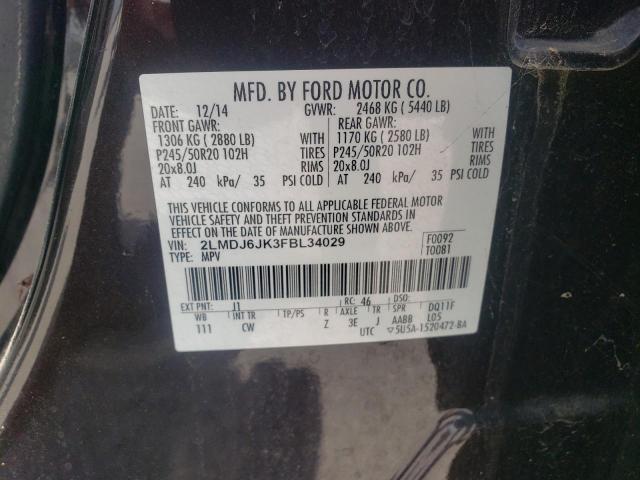 MFD. BY FORD MOTOR CO.
DATE: 12/14 GVWR: 2468 KG ( 5440 LB)
FRONT GAWR: REAR GAWR:
1306 KG ( 2880 LB) WITH 1170 KG ( 2580 LB) WITH
P245/50R20 102H TIRES P245/50R20 102H TIRES
20x8.0J RIMS 20x8.0J RIMS
AT 240 kPa/ 35 PSI COLD AT 240 kPa/ 35 PSI COLD
THIS VEHICLE CONFORMS TO ALL APPLICABLE FEDERAL MOTOR
VEHICLE SAFETY AND THEFT PREVENTION STANDARDS IN
EFFECT ON THE DATE OF MANUFACTURE SHOWN ABOVE.
VIN: 2LMDJ6JK3FBL34029 F0092
TYPE: MPV T0081
EXT PNT: J1 RC: 46 DSO:
WB INT TR TP/PS R AXLE TR SPR DQ11F
111 CW Z 3E J AABB L05
UTC ▽5U5A-1520472-BA